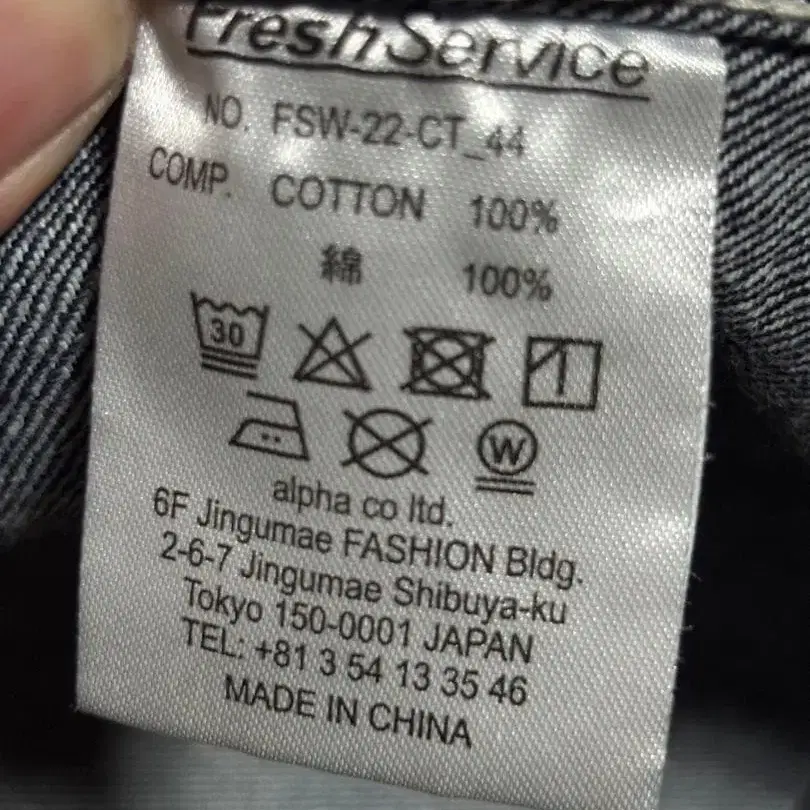 FreshService
NO. FSW-22-CT_44
COMP. COTTON 100%
綿 100%
30
W
alpha co ltd.
6F Jingumae FASHION Bldg.
2-6-7 Jingumae Shibuya-ku
Tokyo 150-0001 JAPAN
TEL: +81 3 54 13 35 46
MADE IN CHINA